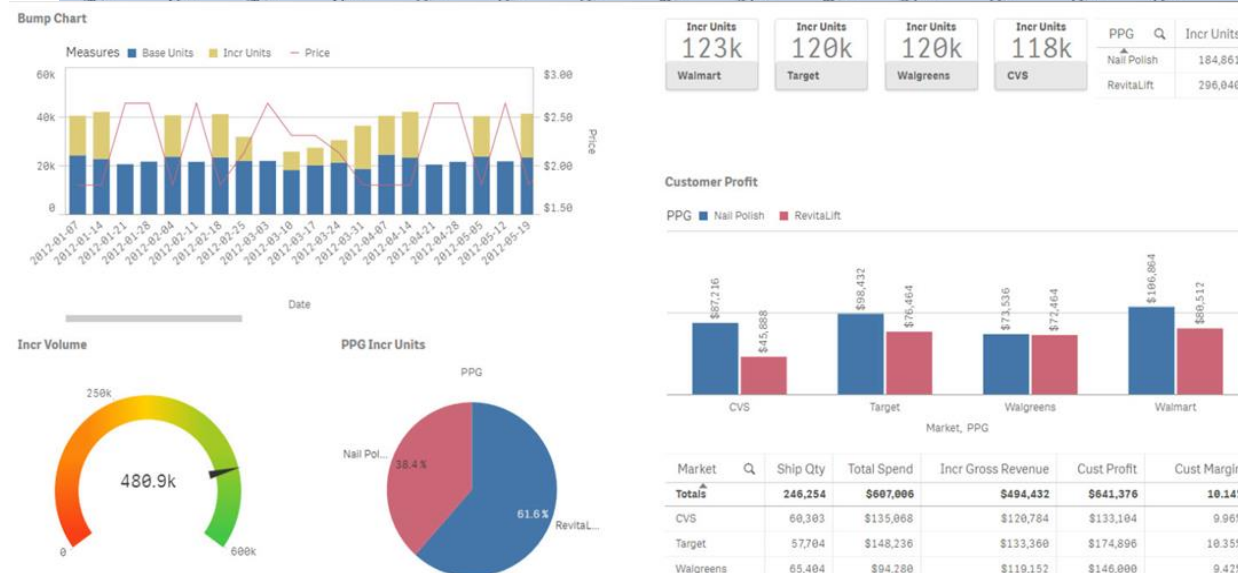 Bump Chart
Measures Base Units Incr Units Price
60k
40k
20k
0
$3.00
$2.50
$2.00
$1.50
Price
2012-01-07
2012-01-14
2012-01-21
2012-01-28
2012-02-04
2012-02-11
2012-02-18
2012-02-25
2012-03-03
2012-03-10
2012-03-17
2012-03-24
2012-03-31
2012-04-07
2012-04-14
2012-04-21
2012-04-28
2012-05-05
2012-05-12
2012-05-19
Date
Incr Units
123k
Walmart
Incr Units
120k
Target
Incr Units
120k
Walgreens
Incr Units
118k
CVS
PPG Incr Units
Nail Polish 184,861
RevitaLift 296,040
Customer Profit
PPG Nail Polish RevitaLift
$87,216
$45,888
$98,432
$76,464
$73,536
$72,464
$106,864
$80,512
CVS
Target
Walgreens
Walmart
Market, PPG
Incr Volume
250k
480.9k
0
600k
PPG Incr Units
PPG
Nail Pol...
38.4%
61.6%
RevitaL...
Market Ship Qty Total Spend Incr Gross Revenue Cust Profit Cust Margin
Totals 246,254 $607,006 $494,432 $641,376 10.14%
CVS 60,303 $135,068 $120,784 $133,104 9.96%
Target 57,704 $148,236 $133,360 $174,896 10.35%
Walgreens 65,404 $94,280 $119,152 $146,000 9.42%